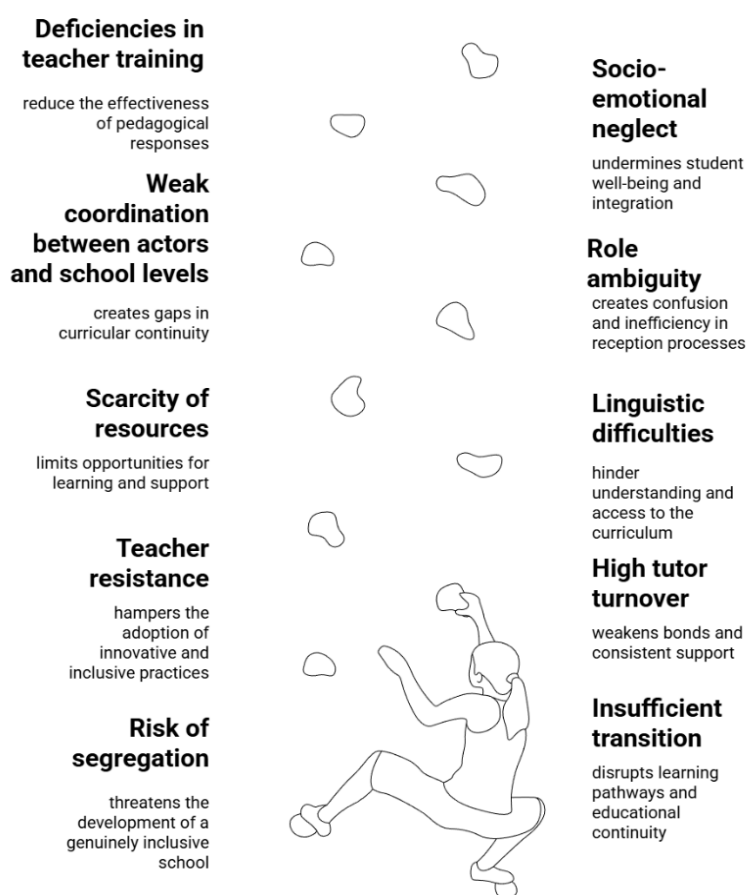 Deficiencies in
teacher training
reduce the effectiveness
of pedagogical
responses
Weak
coordination
between actors
and school levels
creates gaps in
curricular continuity
Scarcity of
resources
limits opportunities for
learning and support
Teacher
resistance
hampers the
adoption of
innovative and
inclusive practices
Risk of
segregation
threatens the
development of a
genuinely inclusive
school
Socio-
emotional
neglect
undermines student
well-being and
integration
Role
ambiguity
creates confusion
and inefficiency in
reception processes
Linguistic
difficulties
hinder
understanding and
access to the
curriculum
High tutor
turnover
weakens bonds and
consistent support
Insufficient
transition
disrupts learning
pathways and
educational
continuity